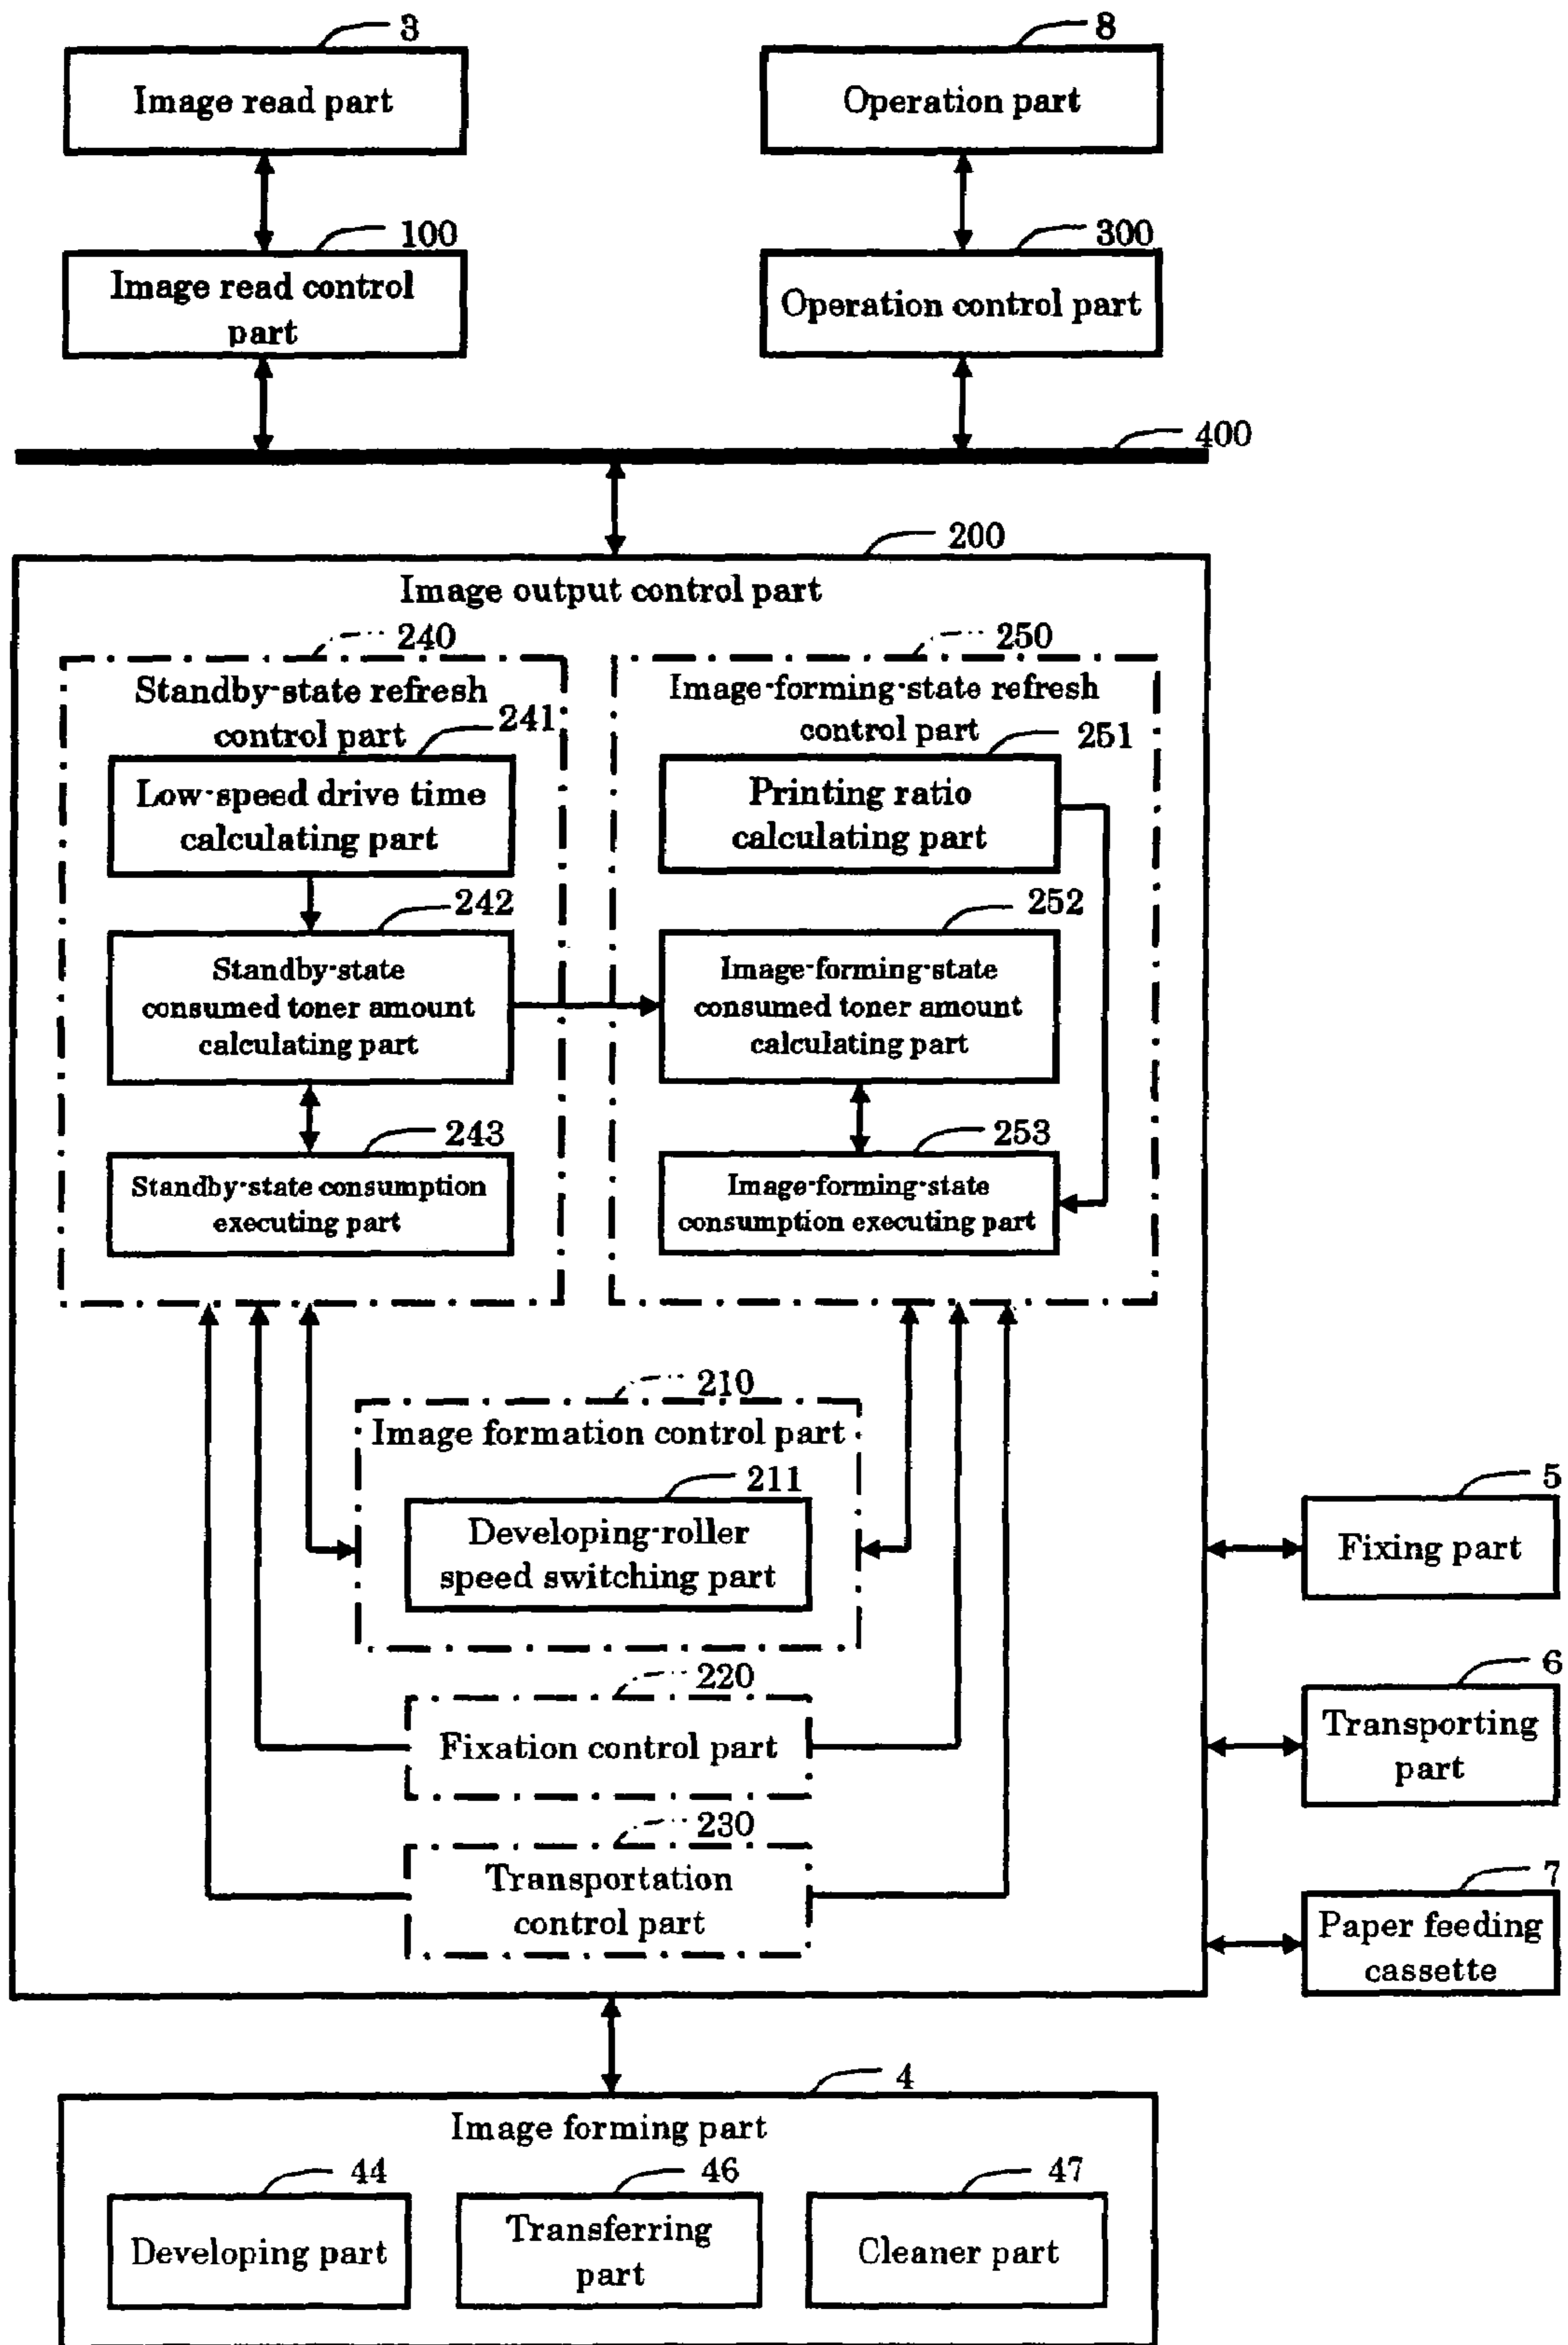 3
Image read part
8
Operation part
100
Image read control
part
300
Operation control part
400
200
Image output control part
240
Standby-state refresh
control part
241
Low-speed drive time
calculating part
242
Standby-state
consumed toner amount
calculating part
243
Standby-state consumption
executing part
250
Image-forming-state refresh
control part
251
Printing ratio
calculating part
252
Image-forming-state
consumed toner amount
calculating part
253
Image-forming-state
consumption executing part
210
Image formation control part
211
Developing-roller
speed switching part
220
Fixation control part
230
Transportation
control part
5
Fixing part
6
Transporting
part
7
Paper feeding
cassette
4
Image forming part
44
Developing part
46
Transferring
part
47
Cleaner part